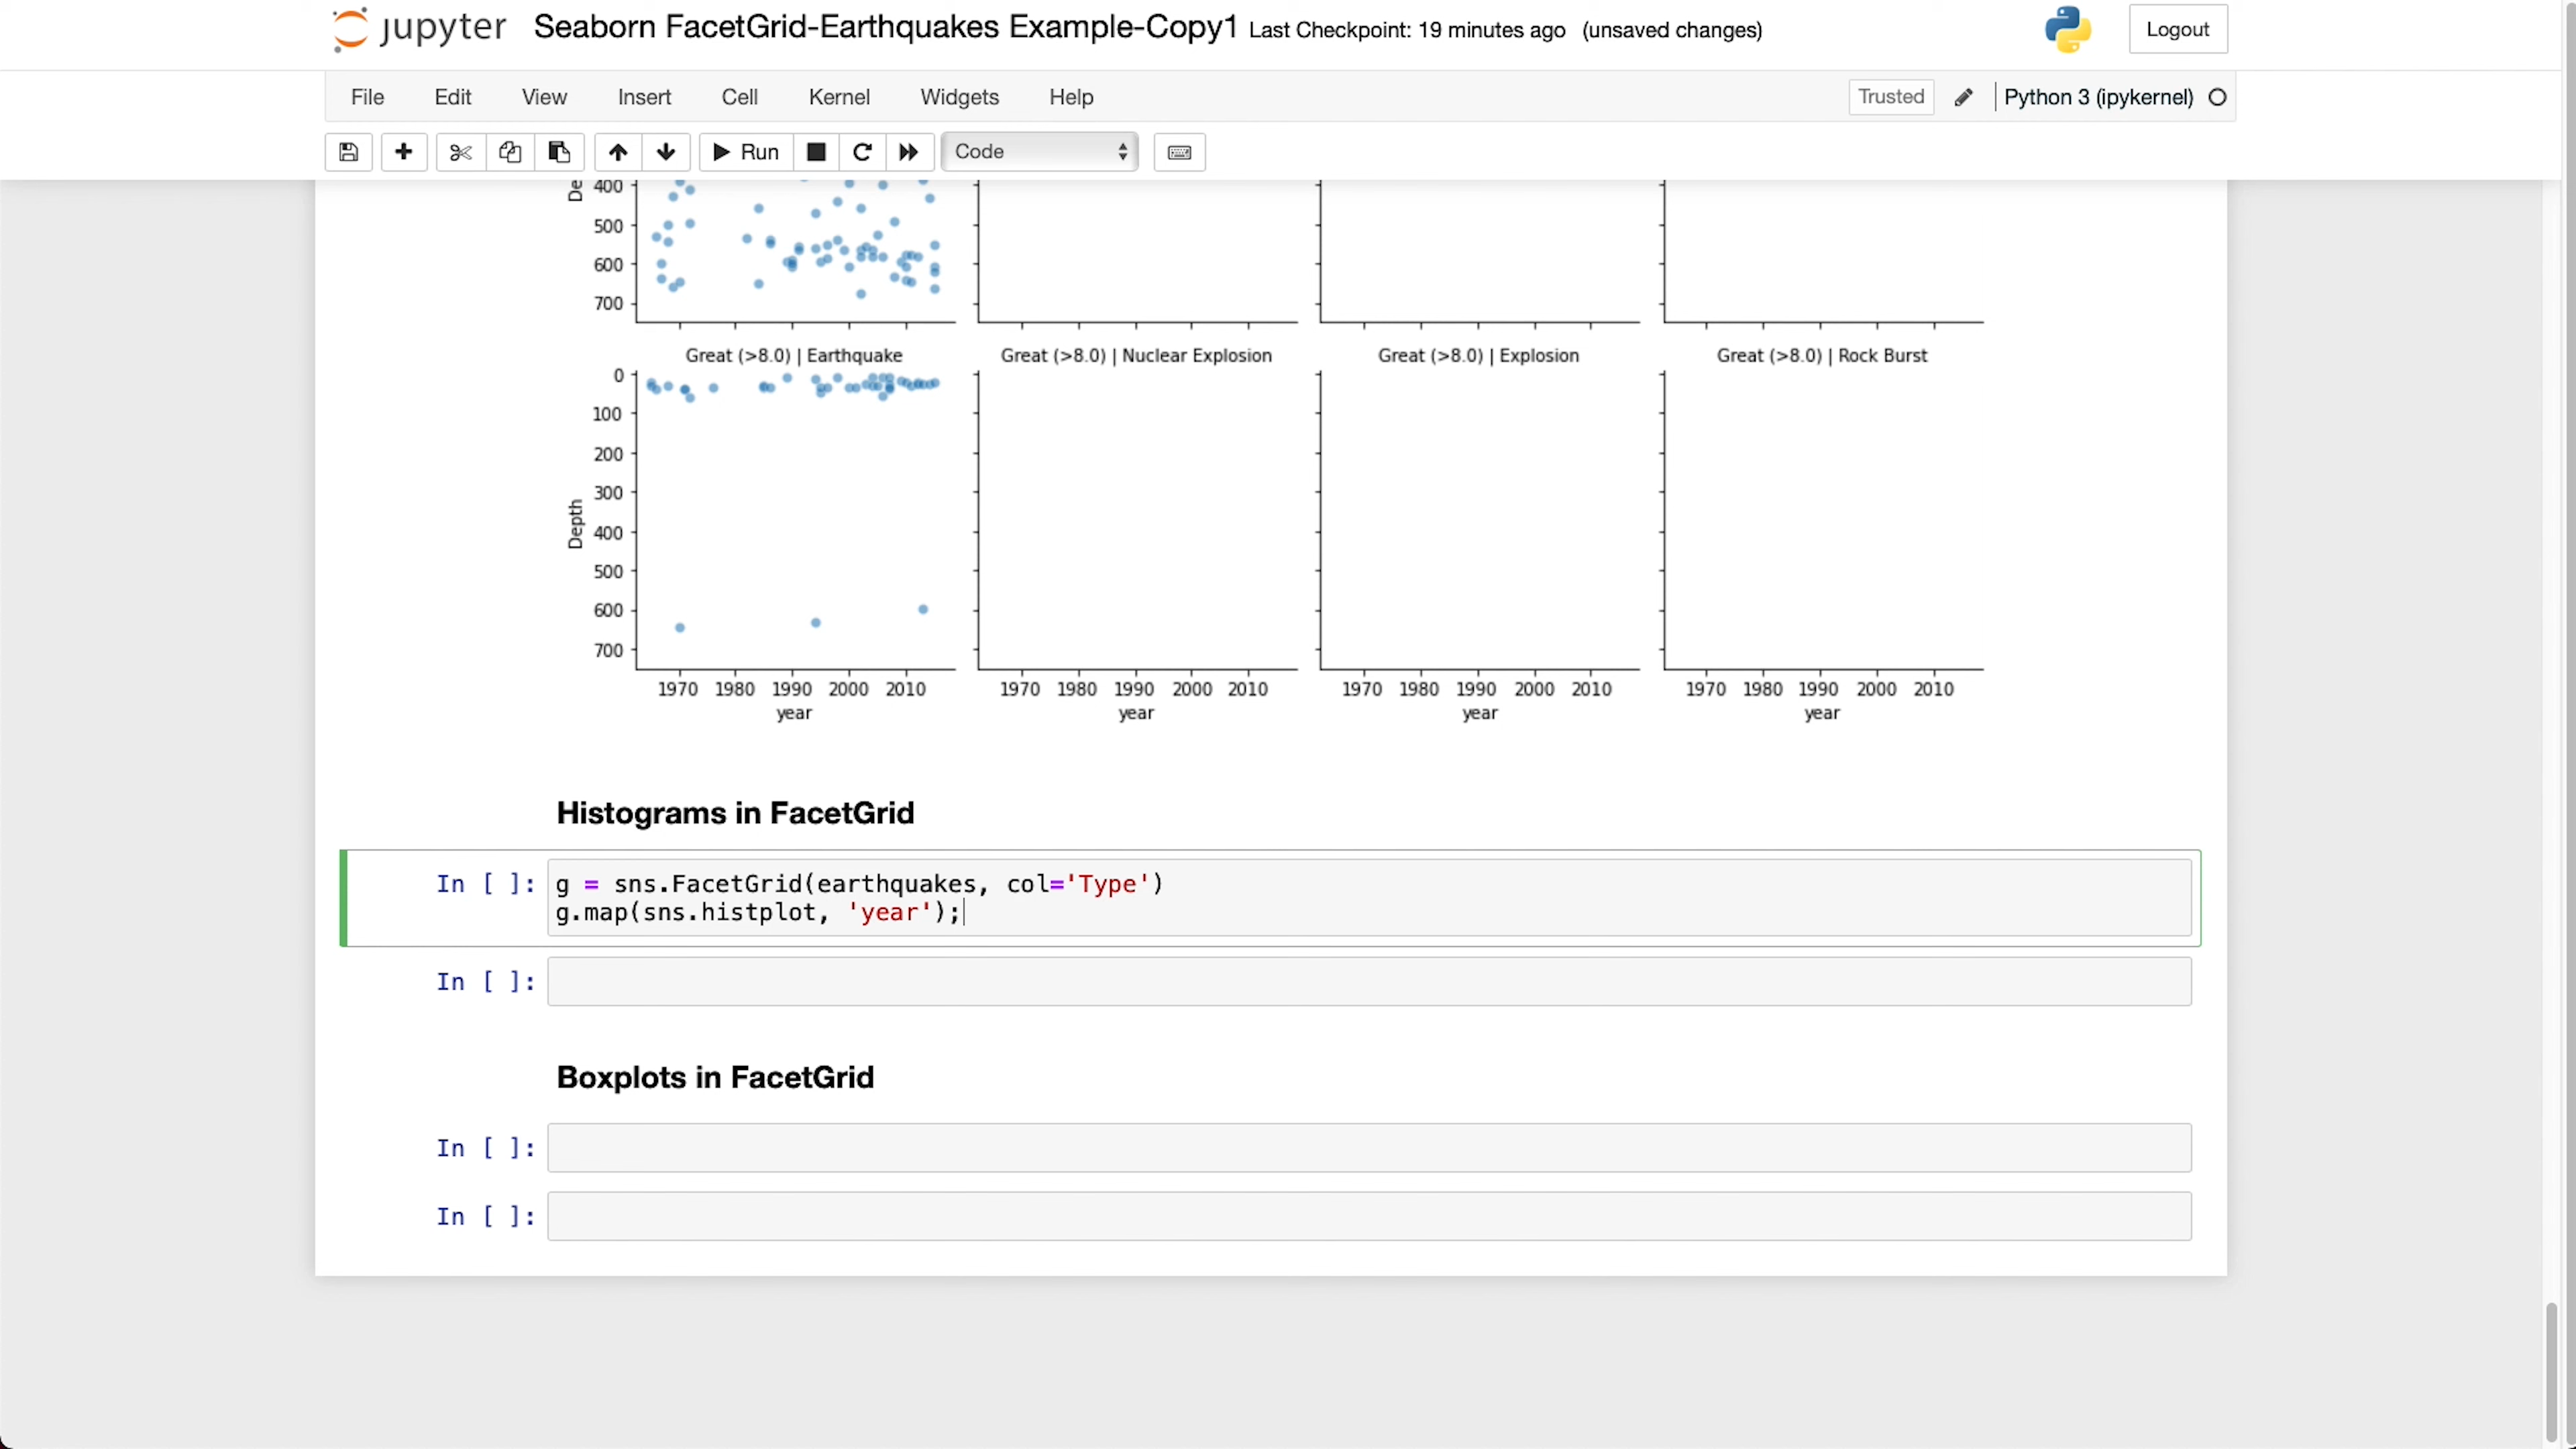 jupyter Seaborn FacetGrid-Earthquakes Example-Copy1 Last Checkpoint: 19 minutes ago (unsaved changes) Logout
File Edit View Insert Cell Kernel Widgets Help Trusted Python 3 (ipykernel)
Run Code
De
400
500
600
700
Great (>8.0) | Earthquake Great (>8.0) | Nuclear Explosion Great (>8.0) | Explosion Great (>8.0) | Rock Burst
0
100
200
300
400
500
600
700
Depth
1970 1980 1990 2000 2010 1970 1980 1990 2000 2010 1970 1980 1990 2000 2010 1970 1980 1990 2000 2010
year year year year
Histograms in FacetGrid
In [ ]: g = sns.FacetGrid(earthquakes, col='Type')
g.map(sns.histplot, 'year');
In [ ]:
Boxplots in FacetGrid
In [ ]:
In [ ]: